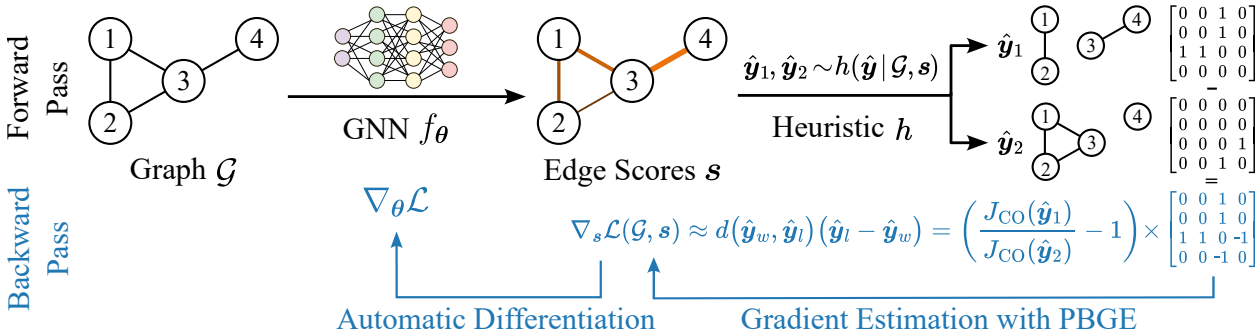 Forward Pass
1 4
3
2
Graph 𝒢
GNN f_θ
1 4
3
2
Edge Scores s
ŷ₁, ŷ₂ ∼ h(ŷ | 𝒢, s)
Heuristic h
ŷ₁
1 4
3
2
0 0 1 0
0 0 1 0
1 1 0 0
0 0 0 0
-
ŷ₂
1 4
3
2
0 0 0 0
0 0 0 0
0 0 0 1
0 0 1 0
=
Backward Pass
∇_θ ℒ
∇_s ℒ(𝒢, s) ≈ d(ŷ_w, ŷ_l)(ŷ_l − ŷ_w) = (J_CO(ŷ₁) / J_CO(ŷ₂) − 1) ×
0 0 1 0
0 0 1 0
1 1 0 -1
0 0 -1 0
Automatic Differentiation
Gradient Estimation with PBGE